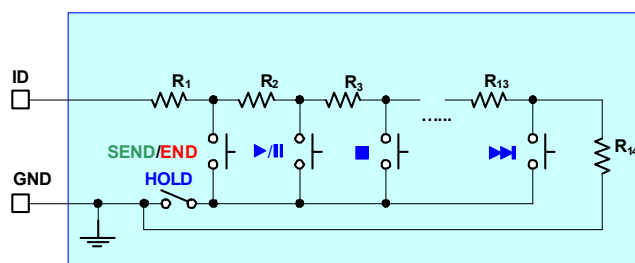 ID
R1
R2
R3
R13
......
SEND/END
R14
GND
HOLD